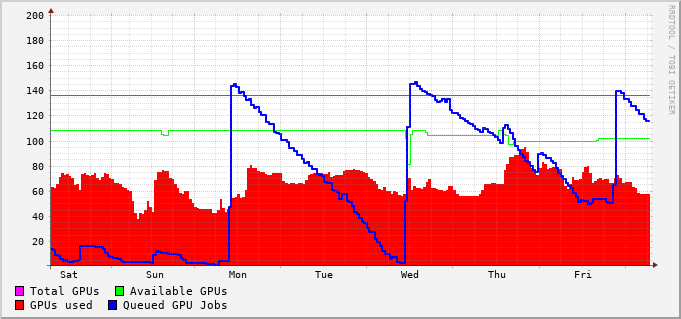 200
180
160
140
120
100
80
60
40
20
Sat Sun Mon Tue Wed Thu Fri
Total GPUs Available GPUs
GPUs used Queued GPU Jobs
RRDTOOL / TOBI OETIKER